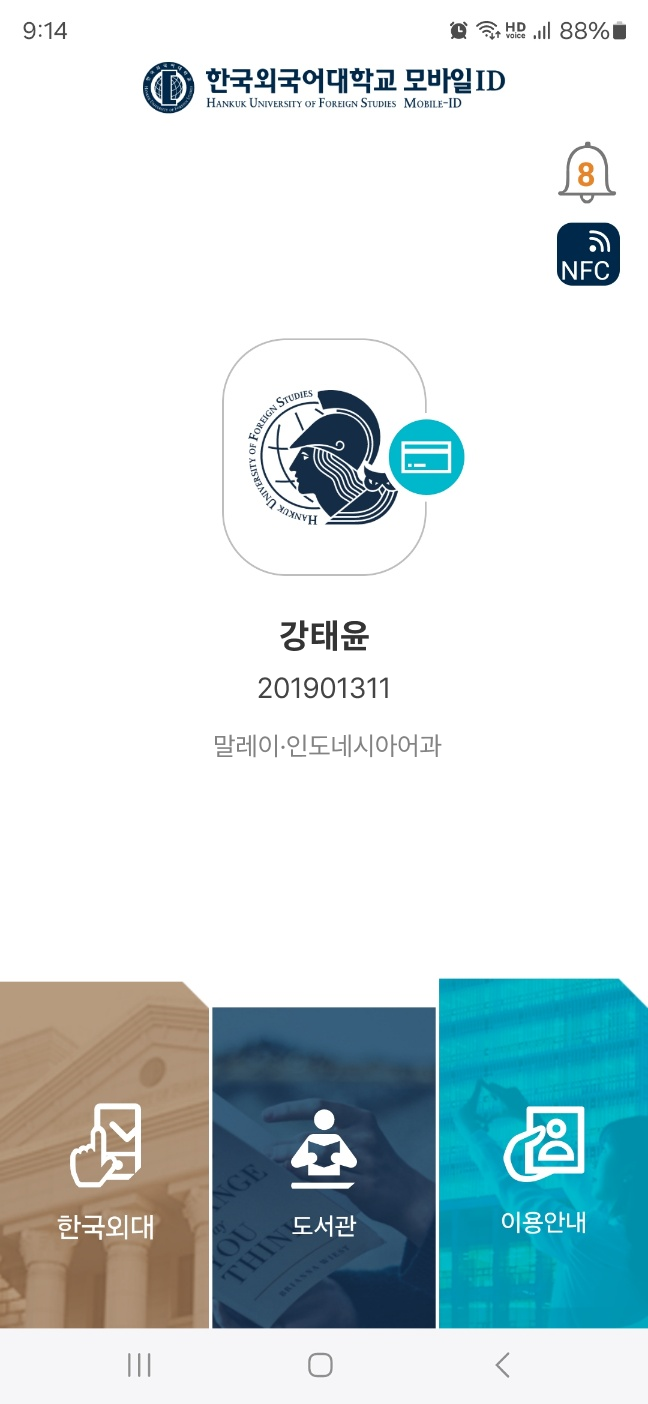 9:14
HD voice 88%
한국외국어대학교 모바일ID
HANKUK UNIVERSITY OF FOREIGN STUDIES MOBILE-ID
8
NFC
HANKUK UNIVERSITY OF FOREIGN STUDIES
강태윤
201901311
말레이·인도네시아어과
한국외대
도서관
이용안내
YOU
THINK
BRIANNA WIEST